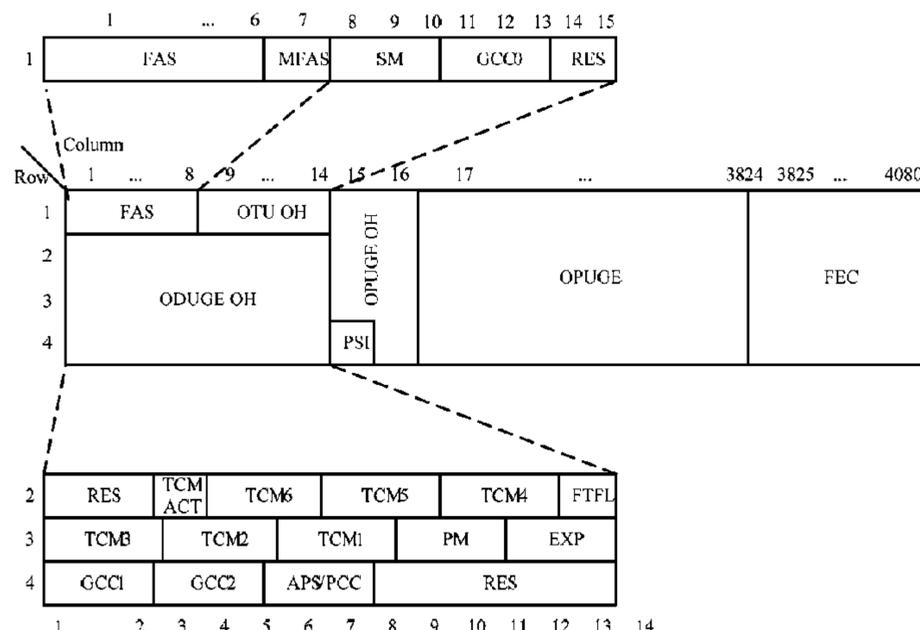 1 ... 6 7 8 9 10 11 12 13 14 15
1 FAS MFAS SM GCC0 RES
Column
Row 1 ... 8 9 ... 14 15 16 17 ... 3824 3825 ... 4080
1 FAS OTU OH
2
3 ODUGE OH OPUGE OH OPUGE FEC
4 PSI
2 RES TCM ACT TCM6 TCM5 TCM4 FTFL
3 TCM3 TCM2 TCM1 PM EXP
4 GCC1 GCC2 APS/PCC RES
1 2 3 4 5 6 7 8 9 10 11 12 13 14